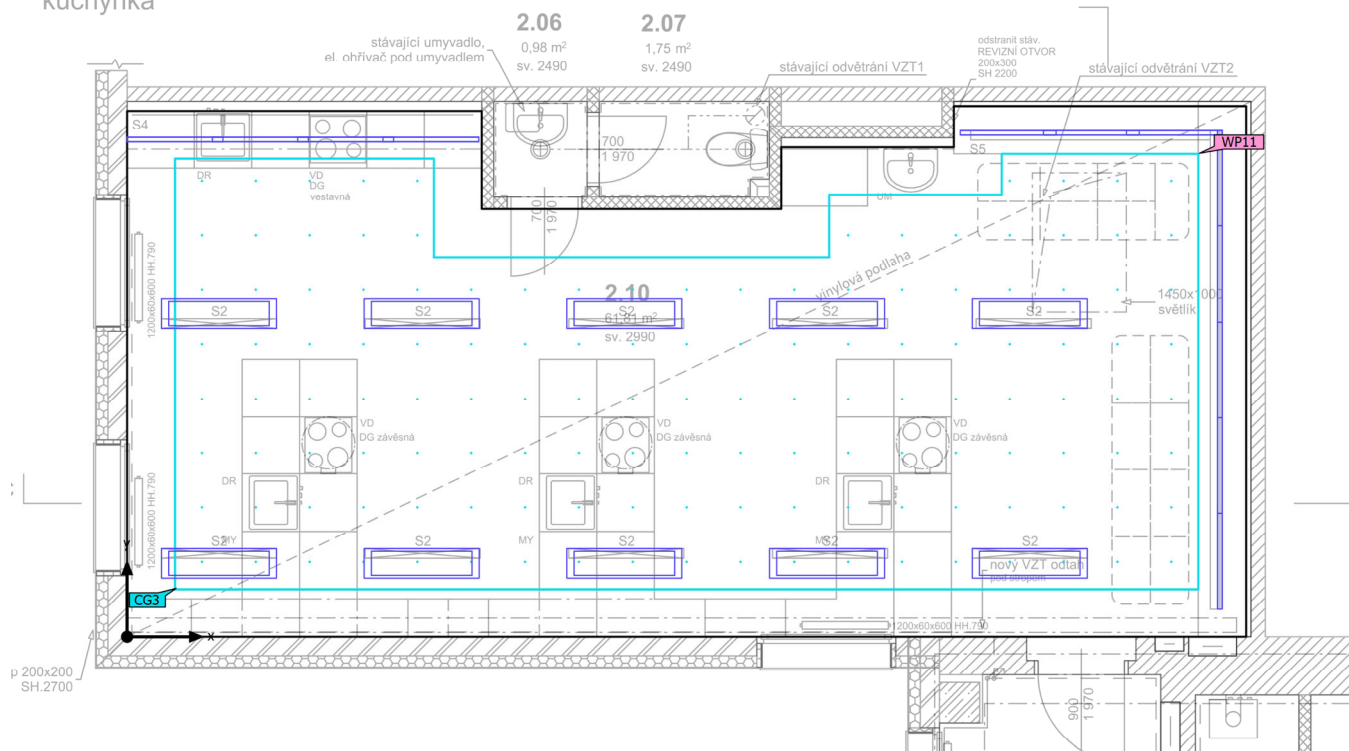 kuchyňka
2.06
0,98 m²
sv. 2490
2.07
1,75 m²
sv. 2490
stávající umyvadlo,
el. ohřívač pod umyvadlem
stávající odvětrání VZT1
odstranit stáv.
REVIZNÍ OTVOR
200x300
SH 2200
stávající odvětrání VZT2
S4
DR
VD
DG
vestavná
700
1 970
700
1 970
UM
S5
WP11
1200x60x600 HH.790
vinylová podlaha
2.10
61,81 m²
sv. 2990
S2
S2
S2
S2
S2
1450x1000
světlík
VD
DG závěsná
VD
DG závěsná
VD
DG závěsná
DR
DR
DR
1200x60x600 HH.790
MY
MY
MY
S2
S2
S2
S2
S2
nový VZT odtah
pod stropem
Y
CG3
X
1200x60x600 HH.790
p 200x200
SH.2700
900
1 970